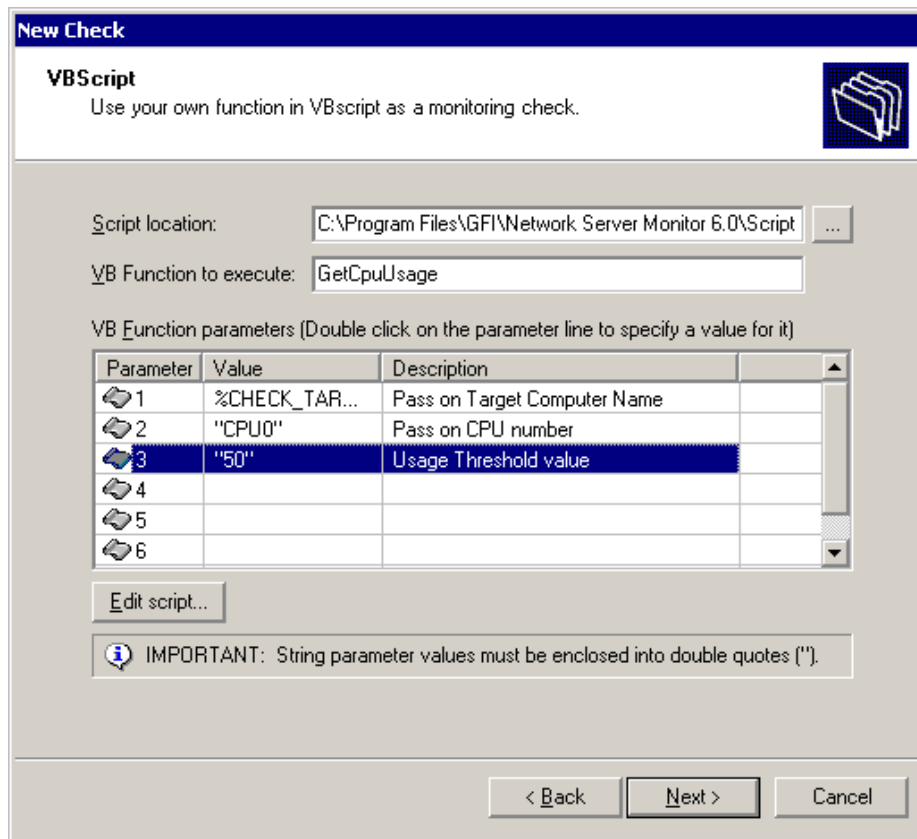 New Check
VBScript
Use your own function in VBscript as a monitoring check.
Script location: C:\Program Files\GFI\Network Server Monitor 6.0\Script ...
VB Function to execute: GetCpuUsage
VB Function parameters (Double click on the parameter line to specify a value for it)
Parameter Value Description
1 %CHECK_TAR... Pass on Target Computer Name
2 "CPU0" Pass on CPU number
3 "50" Usage Threshold value
4
5
6
Edit script...
IMPORTANT: String parameter values must be enclosed into double quotes (").
< Back Next > Cancel